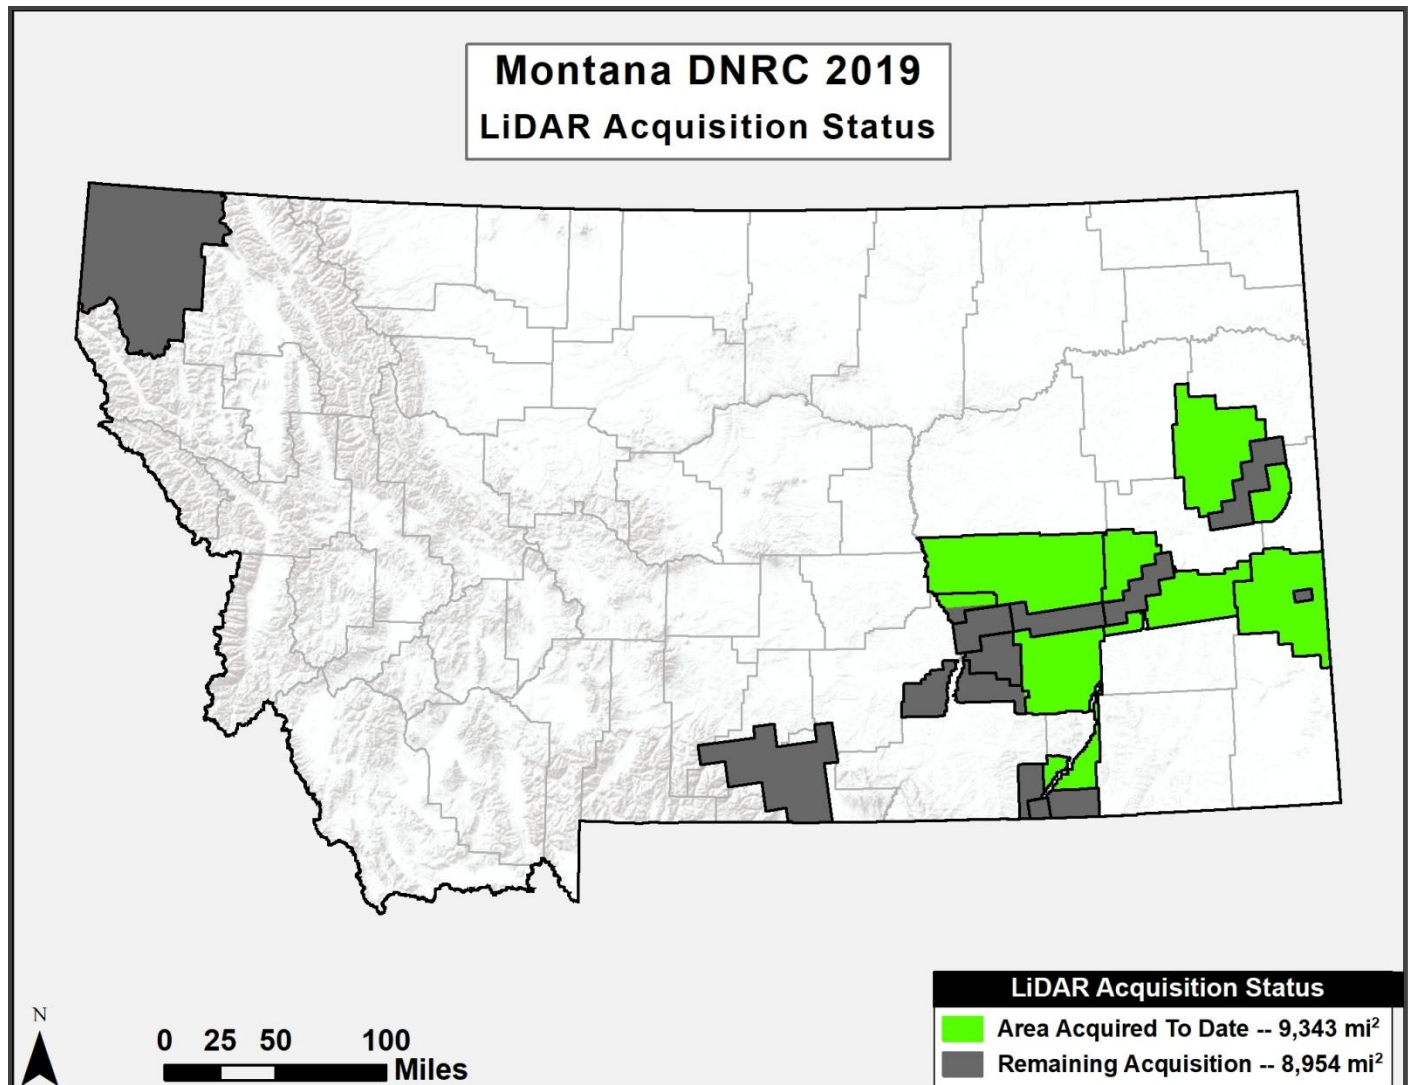 Montana DNRC 2019
LiDAR Acquisition Status
N
0 25 50 100
Miles
LiDAR Acquisition Status
Area Acquired To Date -- 9,343 mi²
Remaining Acquisition -- 8,954 mi²